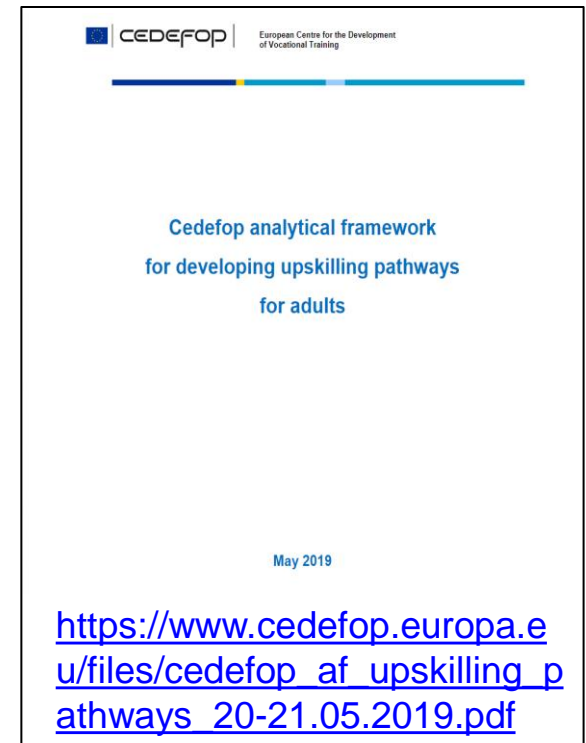 CEDEFOP
European Centre for the Development
of Vocational Training
Cedefop analytical framework
for developing upskilling pathways
for adults
May 2019
https://www.cedefop.europa.e
u/files/cedefop_af_upskilling_p
athways_20-21.05.2019.pdf